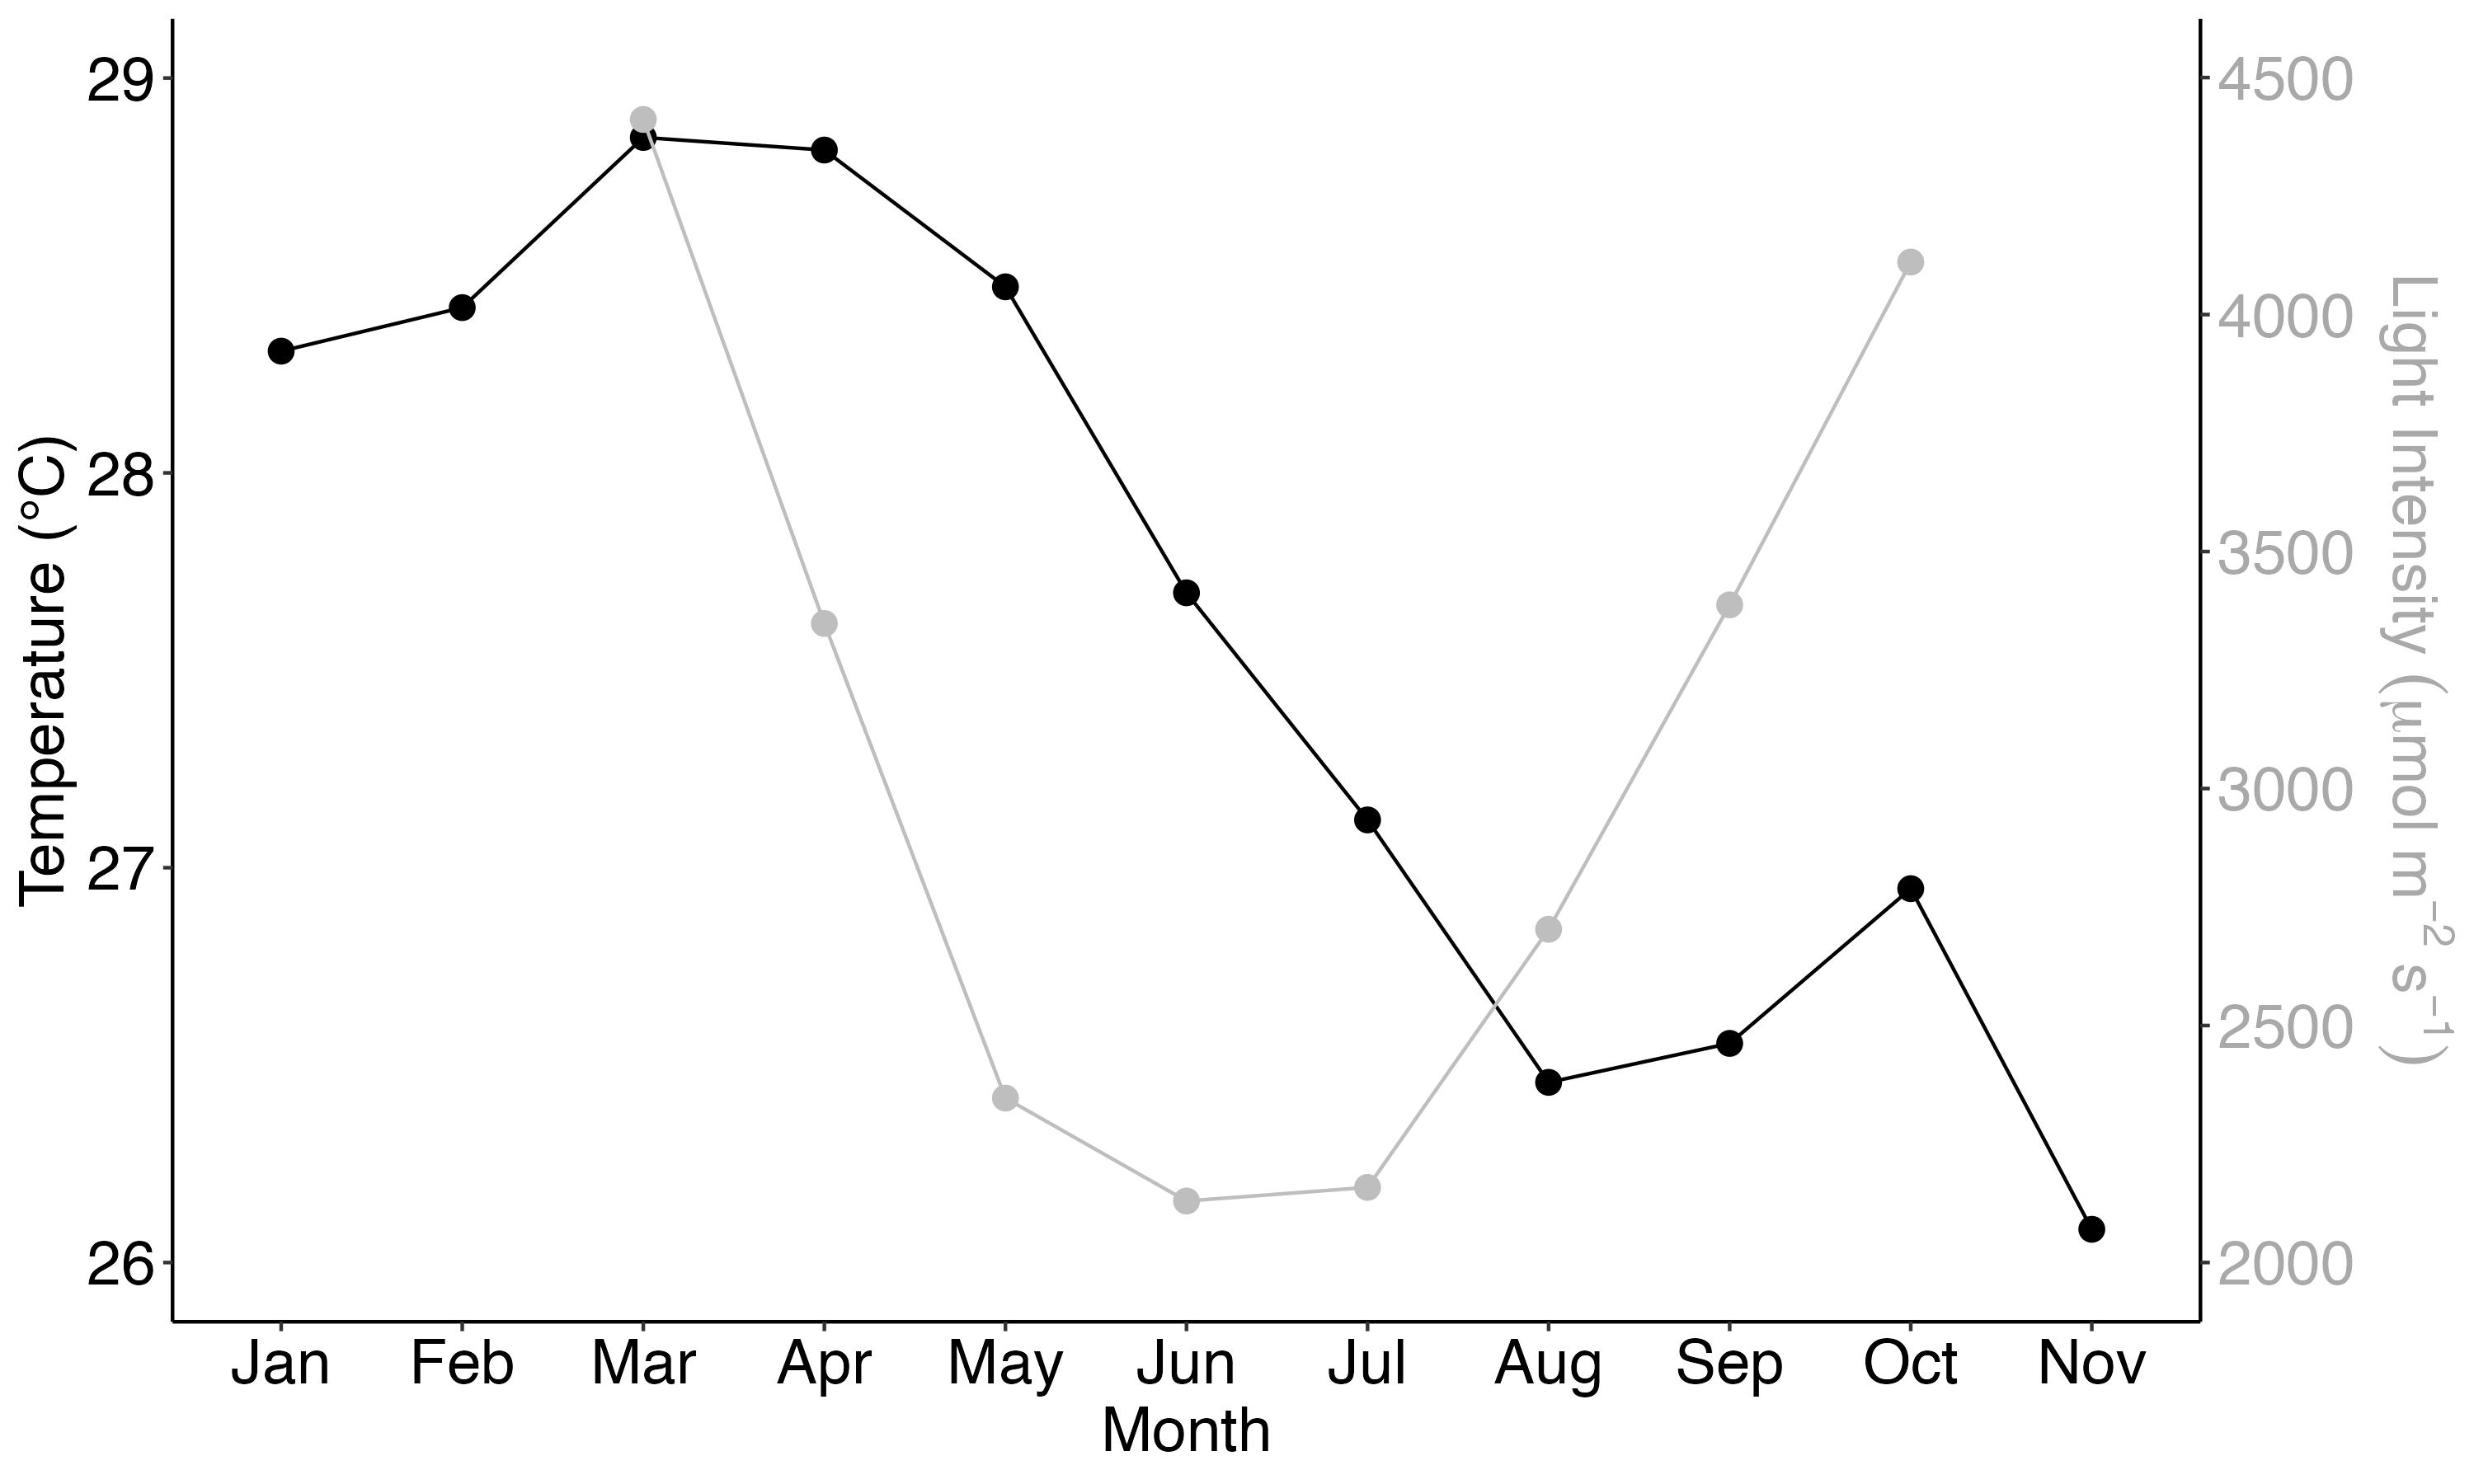 Temperature (°C)
29
28
27
26
4500
4000
3500
3000
2500
2000
Light Intensity (μmol m⁻² s⁻¹)
Jan Feb Mar Apr May Jun Jul Aug Sep Oct Nov
Month